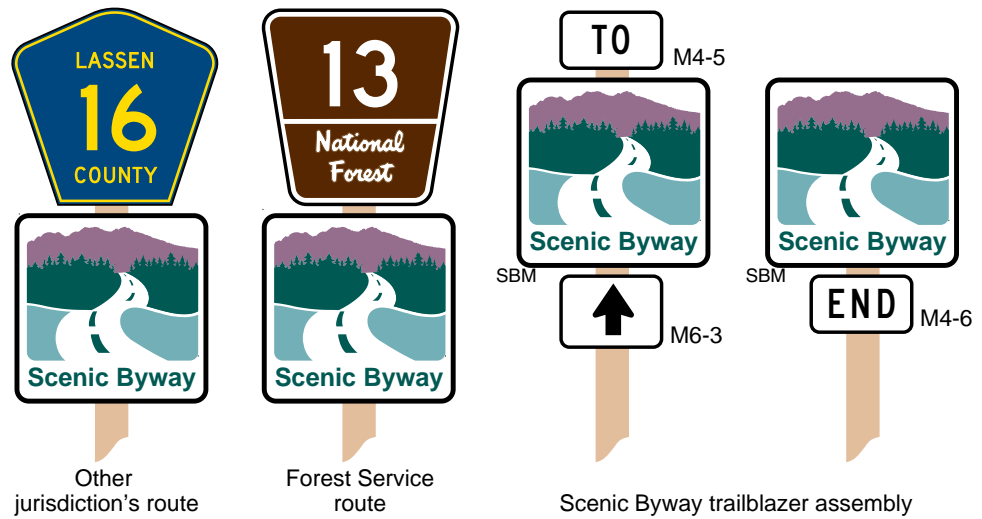 LASSEN
16
COUNTY
Scenic Byway
Other
jurisdiction’s route
13
National
Forest
Scenic Byway
Forest Service
route
TO
M4-5
Scenic Byway
SBM
M6-3
Scenic Byway
SBM
END
M4-6
Scenic Byway trailblazer assembly